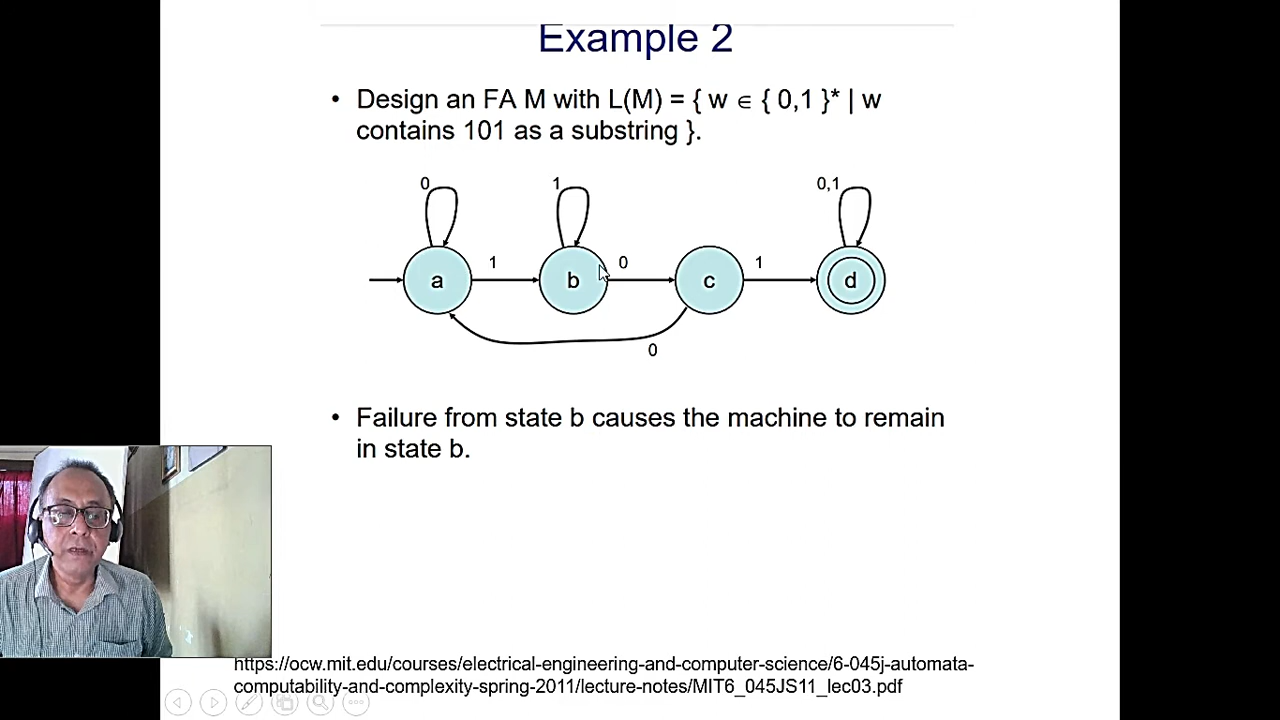 Example 2
• Design an FA M with L(M) = { w ∈ { 0,1 }* | w
contains 101 as a substring }.
0
1
0,1
1
0
1
a
b
c
d
0
• Failure from state b causes the machine to remain
in state b.
https://ocw.mit.edu/courses/electrical-engineering-and-computer-science/6-045j-automata-
computability-and-complexity-spring-2011/lecture-notes/MIT6_045JS11_lec03.pdf